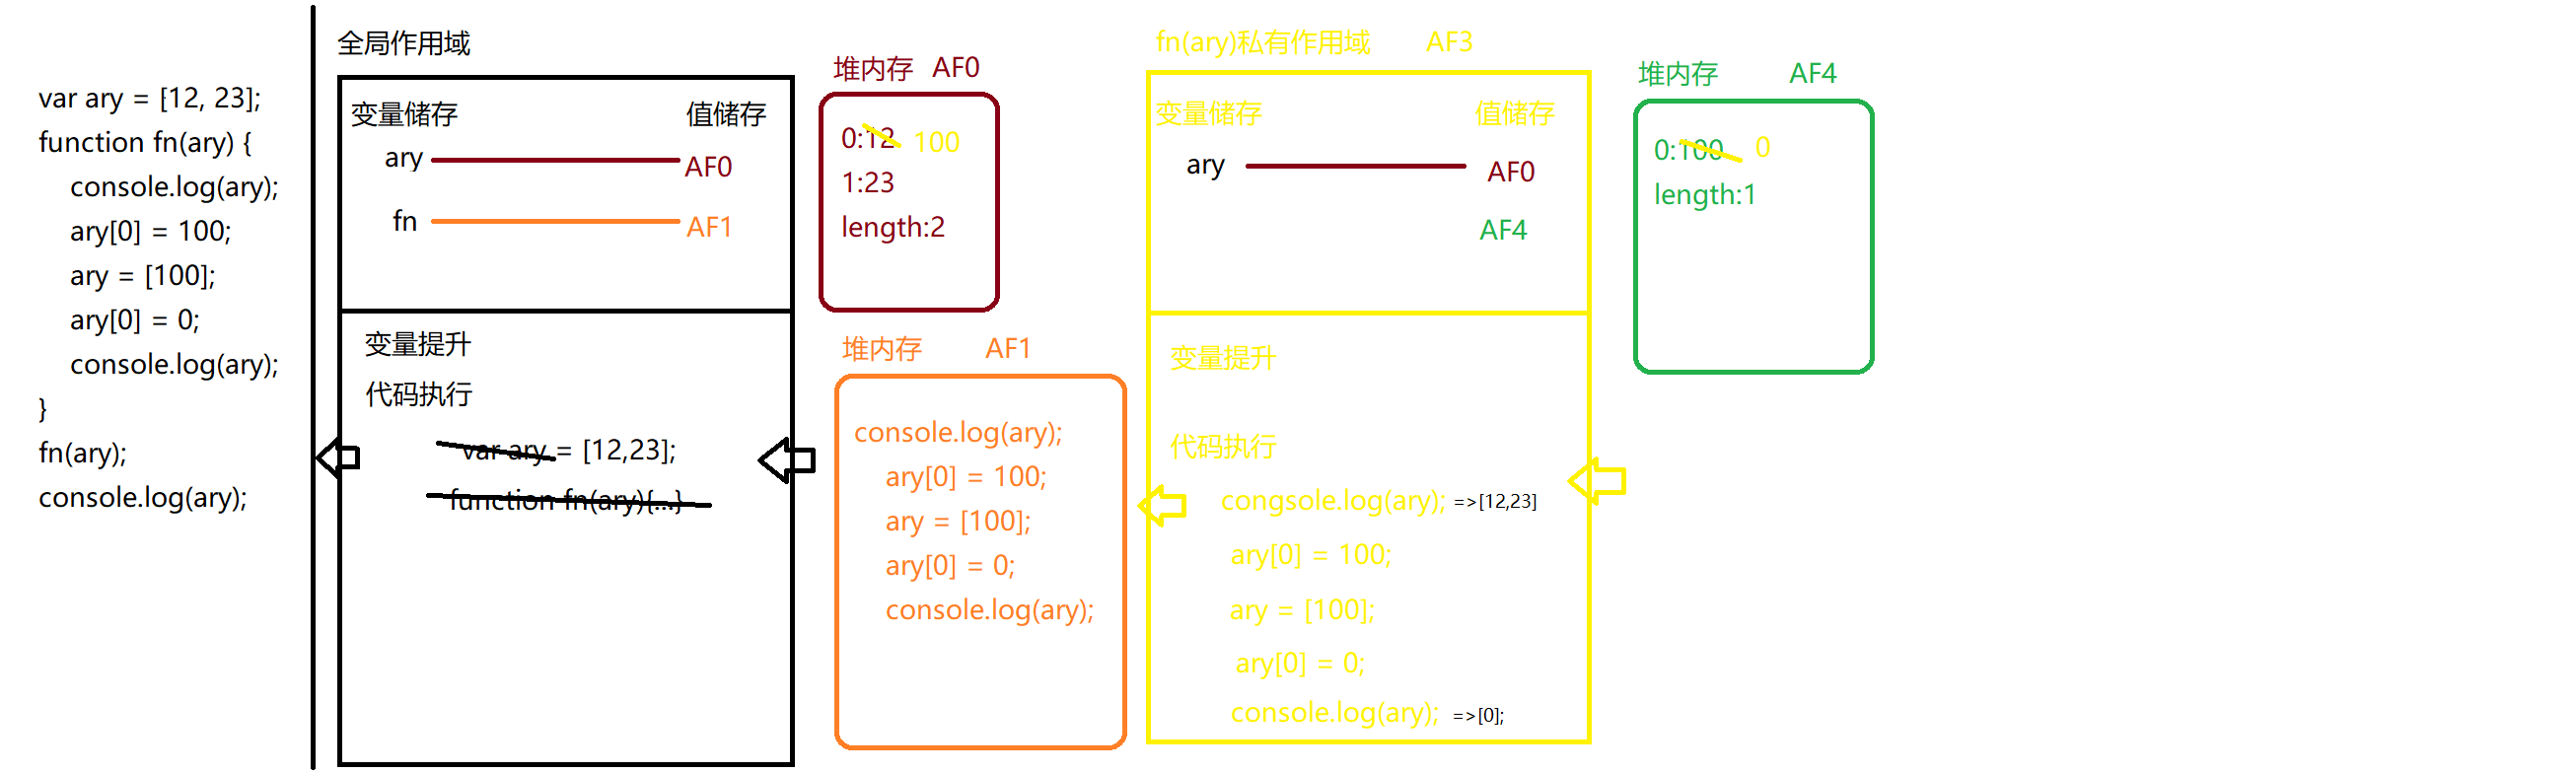 var ary = [12, 23];
function fn(ary) {
console.log(ary);
ary[0] = 100;
ary = [100];
ary[0] = 0;
console.log(ary);
}
fn(ary);
console.log(ary);
全局作用域
变量储存 值储存
ary AF0
fn AF1
变量提升
代码执行
var ary = [12,23];
function fn(ary){...}
堆内存 AF0
0:12 100
1:23
length:2
堆内存 AF1
console.log(ary);
ary[0] = 100;
ary = [100];
ary[0] = 0;
console.log(ary);
fn(ary)私有作用域 AF3
变量储存 值储存
ary AF0
AF4
变量提升
代码执行
congsole.log(ary); =>[12,23]
ary[0] = 100;
ary = [100];
ary[0] = 0;
console.log(ary); =>[0];
堆内存 AF4
0:100 0
length:1